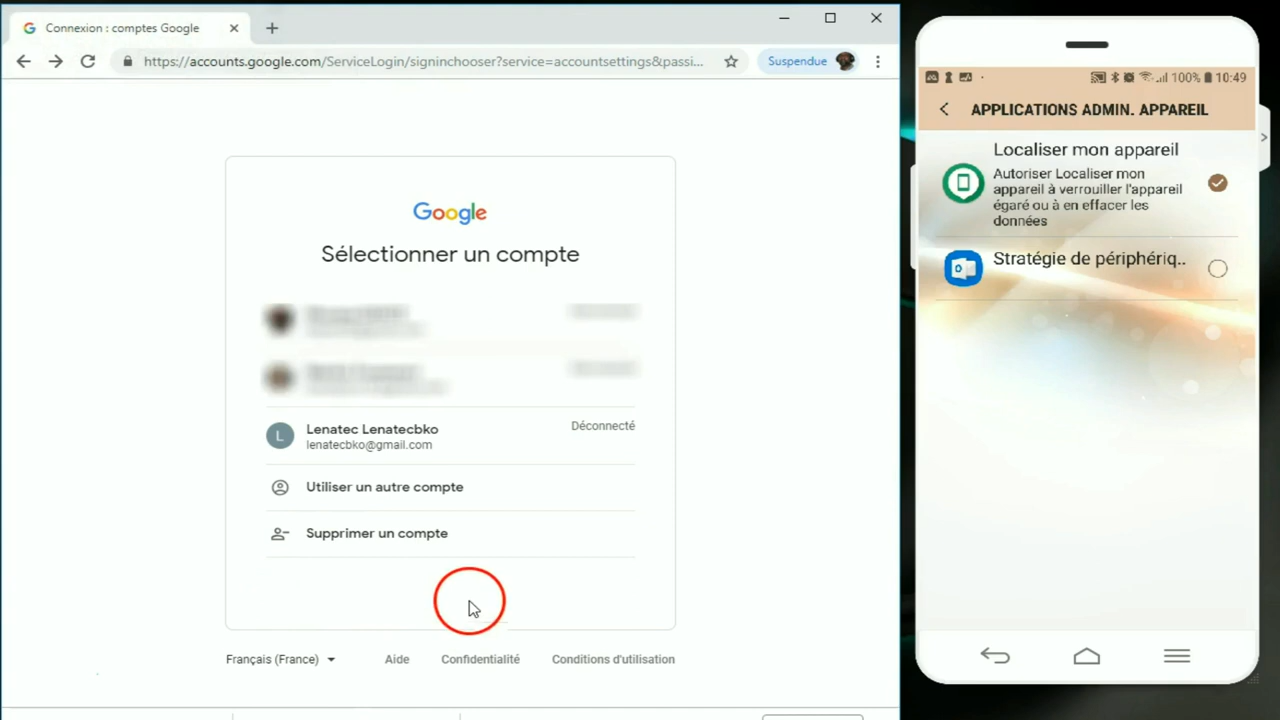 Connexion : comptes Google
https://accounts.google.com/ServiceLogin/signinchooser?service=accountsettings&passi...
Suspendue
Google
Sélectionner un compte
Lenatec Lenatecbko
Déconnecté
lenatecbko@gmail.com
L
Utiliser un autre compte
Supprimer un compte
Français (France)
Aide
Confidentialité
Conditions d'utilisation
100%
10:49
APPLICATIONS ADMIN. APPAREIL
Localiser mon appareil
Autoriser Localiser mon
appareil à verrouiller l'appareil
égaré ou à en effacer les
données
Stratégie de périphériq..